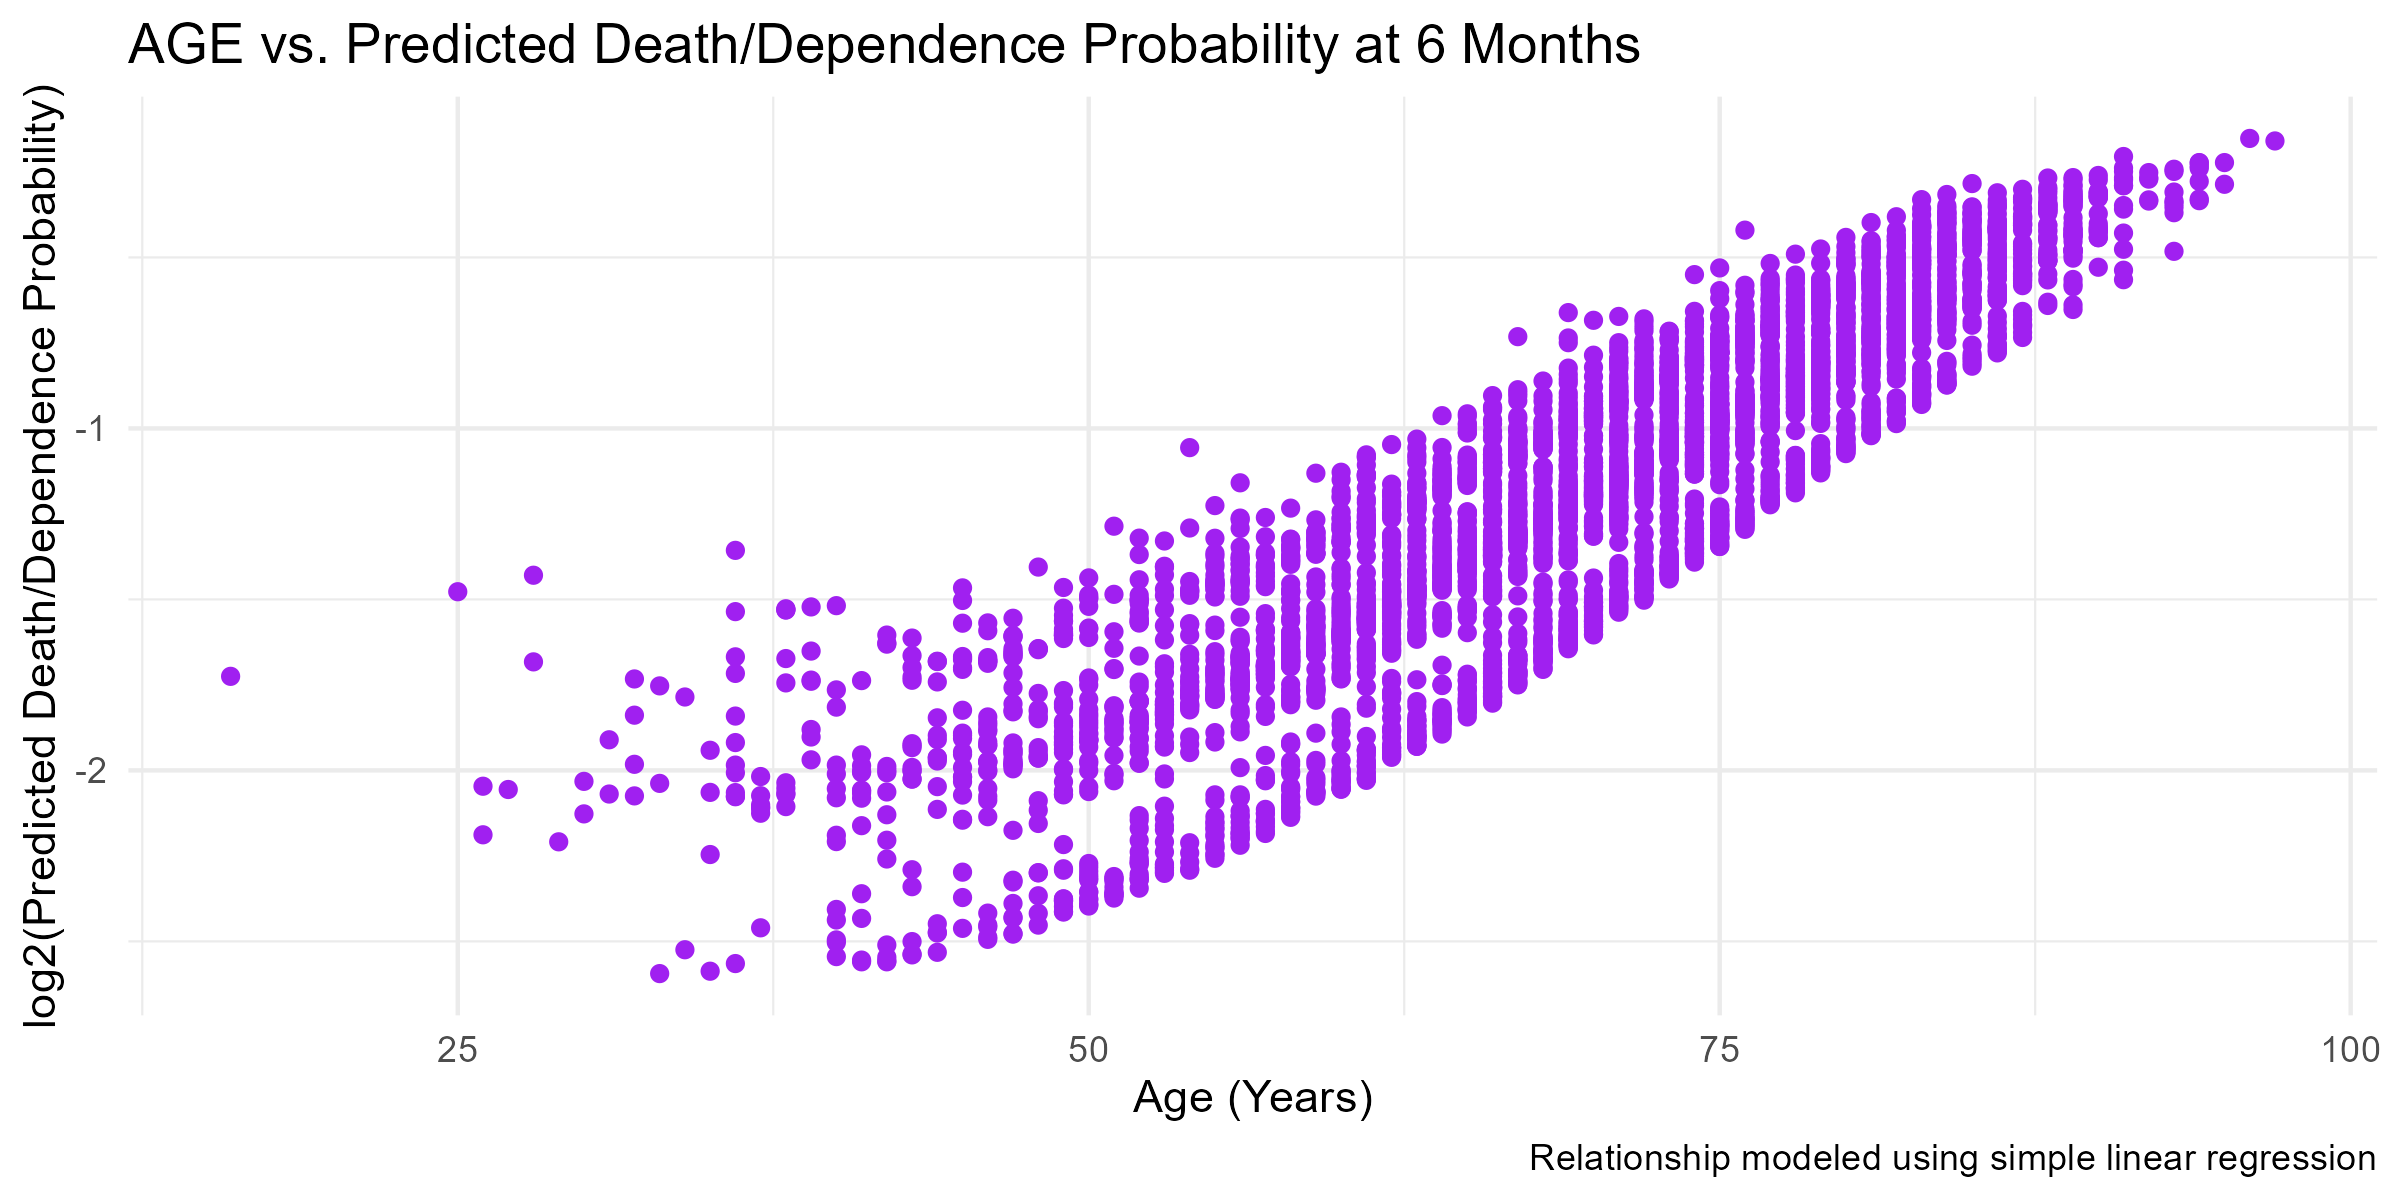 AGE vs. Predicted Death/Dependence Probability at 6 Months
log2(Predicted Death/Dependence Probability)
-1
-2
25
50
75
100
Age (Years)
Relationship modeled using simple linear regression